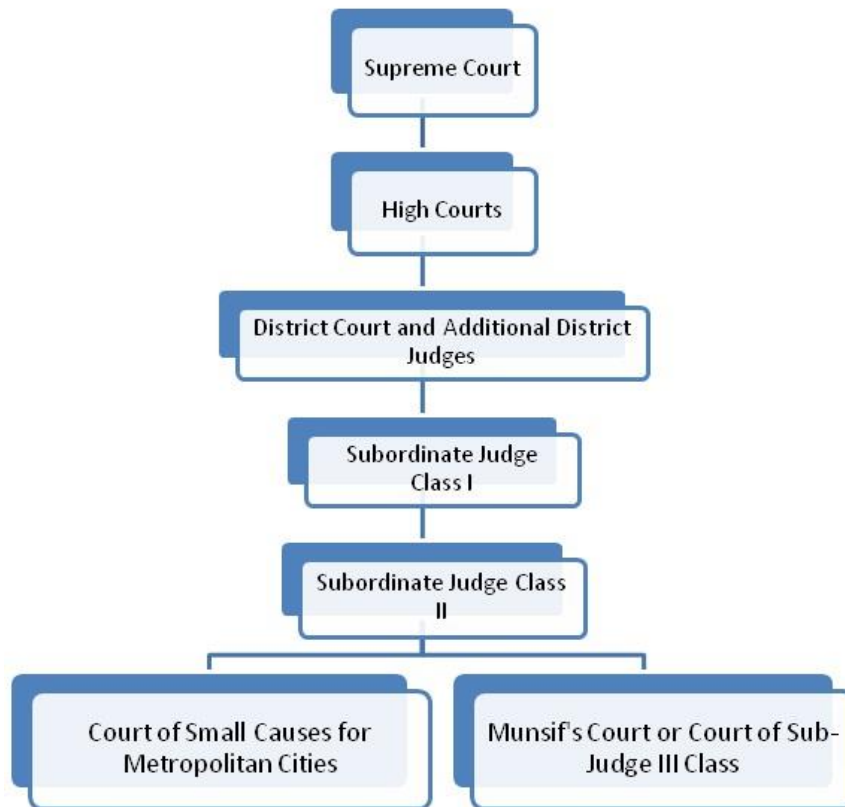 Supreme Court
High Courts
District Court and Additional District
Judges
Subordinate Judge
Class I
Subordinate Judge Class
II
Court of Small Causes for
Metropolitan Cities
Munsif's Court or Court of Sub-
Judge III Class